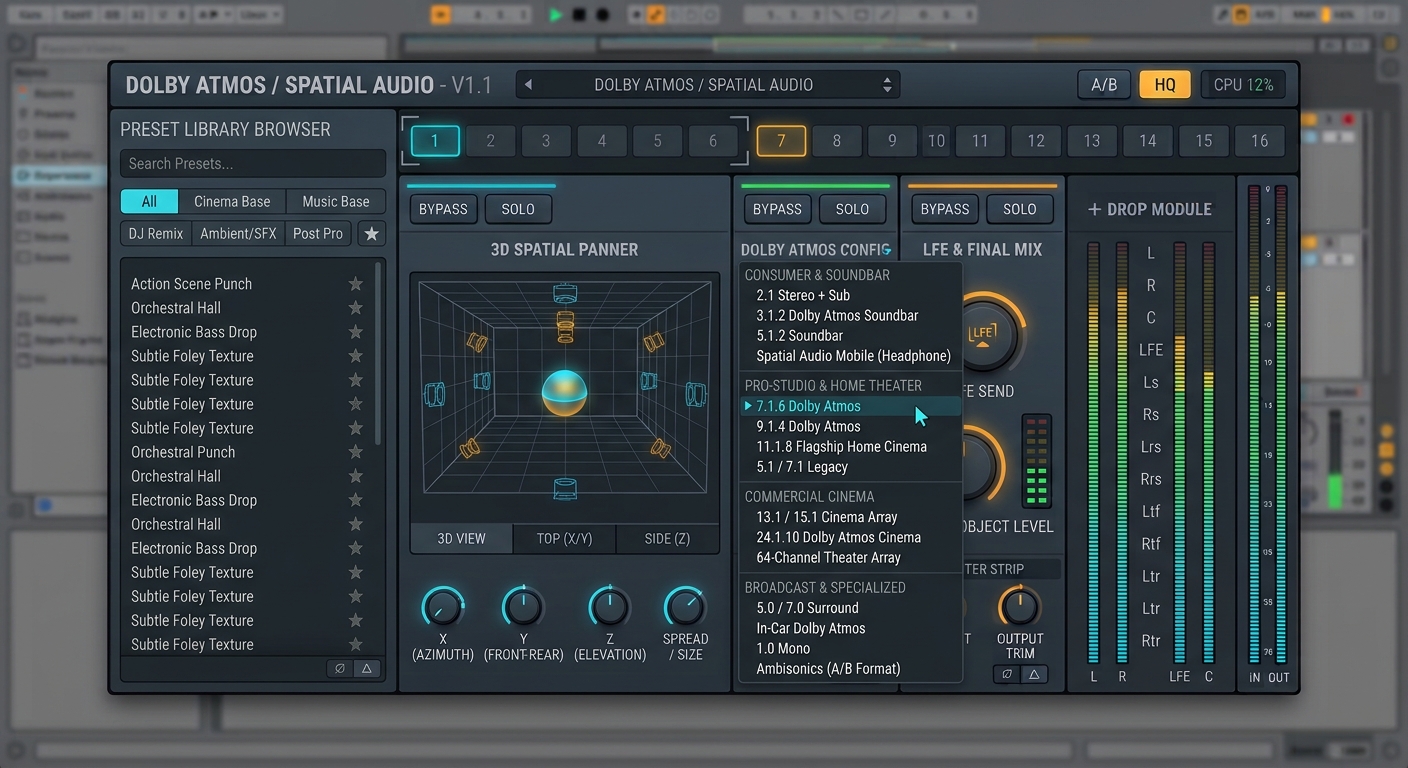 DOLBY ATMOS / SPATIAL AUDIO - V1.1
DOLBY ATMOS / SPATIAL AUDIO
A/B
HQ
CPU 12%
PRESET LIBRARY BROWSER
Search Presets...
All
Cinema Base
Music Base
DJ Remix
Ambient/SFX
Post Pro
Action Scene Punch
Orchestral Hall
Electronic Bass Drop
Subtle Foley Texture
Subtle Foley Texture
Subtle Foley Texture
Subtle Foley Texture
Orchestral Punch
Orchestral Hall
Electronic Bass Drop
Orchestral Hall
Electronic Bass Drop
Subtle Foley Texture
Subtle Foley Texture
Subtle Foley Texture
Subtle Foley Texture
1 2 3 4 5 6 7 8 9 10 11 12 13 14 15 16
BYPASS
SOLO
3D SPATIAL PANNER
3D VIEW
TOP (X/Y)
SIDE (Z)
X
(AZIMUTH)
Y
(FRONT-REAR)
Z
(ELEVATION)
SPREAD
/ SIZE
BYPASS
SOLO
DOLBY ATMOS CONFIG
CONSUMER & SOUNDBAR
2.1 Stereo + Sub
3.1.2 Dolby Atmos Soundbar
5.1.2 Soundbar
Spatial Audio Mobile (Headphone)
PRO-STUDIO & HOME THEATER
7.1.6 Dolby Atmos
9.1.4 Dolby Atmos
11.1.8 Flagship Home Cinema
5.1 / 7.1 Legacy
COMMERCIAL CINEMA
13.1 / 15.1 Cinema Array
24.1.10 Dolby Atmos Cinema
64-Channel Theater Array
BROADCAST & SPECIALIZED
5.0 / 7.0 Surround
In-Car Dolby Atmos
1.0 Mono
Ambisonics (A/B Format)
BYPASS
SOLO
LFE & FINAL MIX
LFE
FE SEND
OBJECT LEVEL
TER STRIP
T
OUTPUT
TRIM
+ DROP MODULE
L
R
C
LFE
Ls
Rs
Lrs
Rrs
Ltf
Rtf
Ltr
Ltr
Rtr
L R LFE C
IN OUT